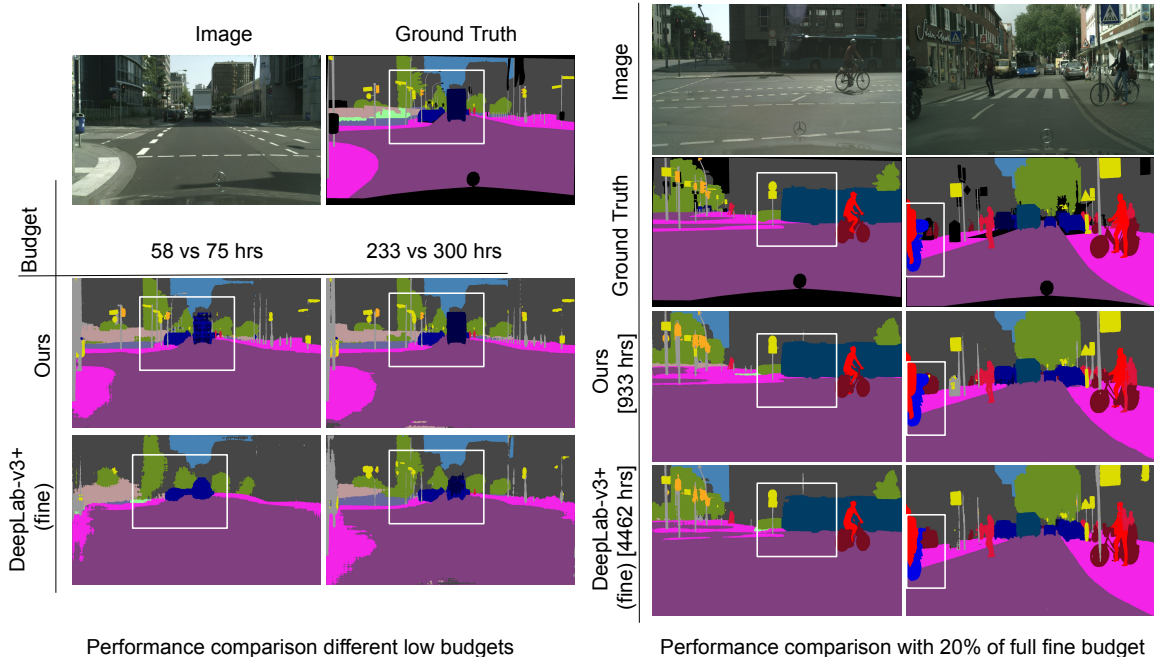 Image
Ground Truth
Budget
58 vs 75 hrs
233 vs 300 hrs
Ours
DeepLab-v3+
(fine)
Performance comparison different low budgets
Image
Ground Truth
Ours
[933 hrs]
DeepLab-v3+
(fine) [4462 hrs]
Performance comparison with 20% of full fine budget